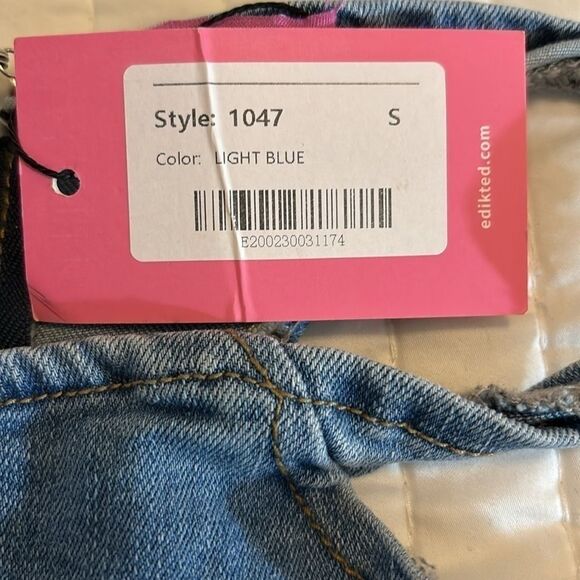 Style: 1047 S
Color: LIGHT BLUE
E200230031174
edikted.com